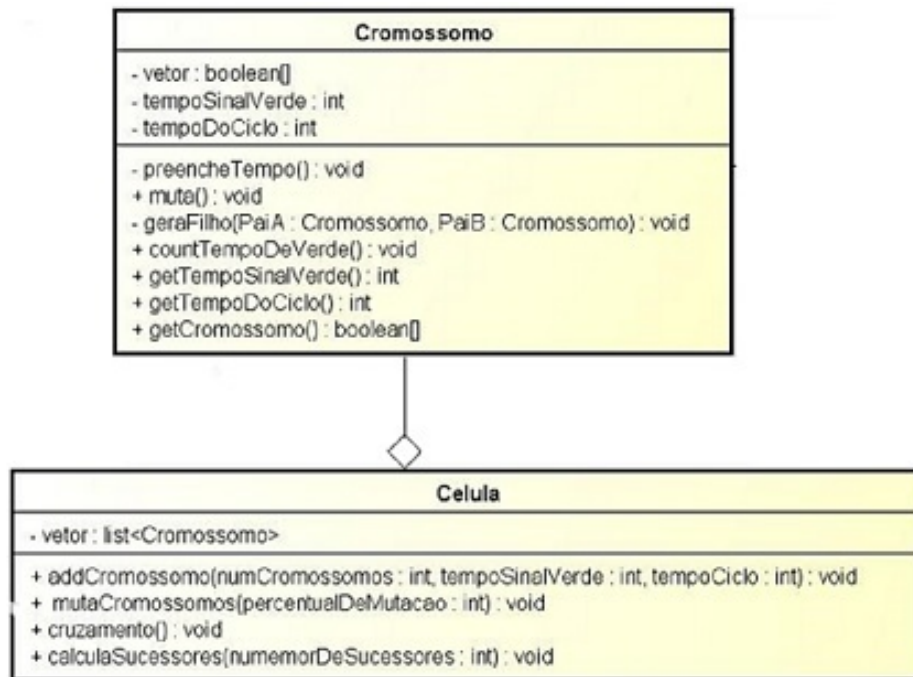 Cromossomo
- vetor : boolean[]
- tempoSinalVerde : int
- tempoDoCiclo : int
- preencheTempo() : void
+ muta() : void
- geraFilho(PaiA : Cromossomo, PaiB : Cromossomo) : void
+ countTempoDeVerde() : void
+ getTempoSinalVerde() : int
+ getTempoDoCiclo() : int
+ getCromossomo() : boolean[]
Celula
- vetor : list<Cromossomo>
+ addCromossomo(numCromossomos : int, tempoSinalVerde : int, tempoCiclo : int) : void
+ mutaCromossomos(percentualDeMutacao : int) : void
+ cruzamento() : void
+ calculaSucessores(numemorDeSucessores : int) : void